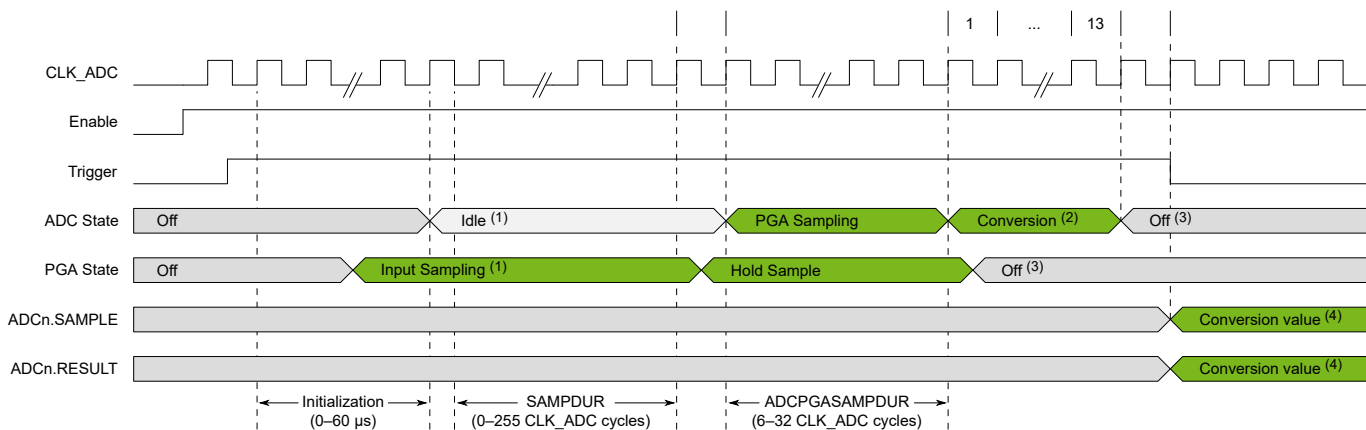 1 ... 13
CLK_ADC
Enable
Trigger
ADC State Off Idle (1) PGA Sampling Conversion (2) Off (3)
PGA State Off Input Sampling (1) Hold Sample Off (3)
ADCn.SAMPLE Conversion value (4)
ADCn.RESULT Conversion value (4)
Initialization SAMPDUR ADCPGASAMPDUR
(0–60 µs) (0–255 CLK_ADC cycles) (6–32 CLK_ADC cycles)